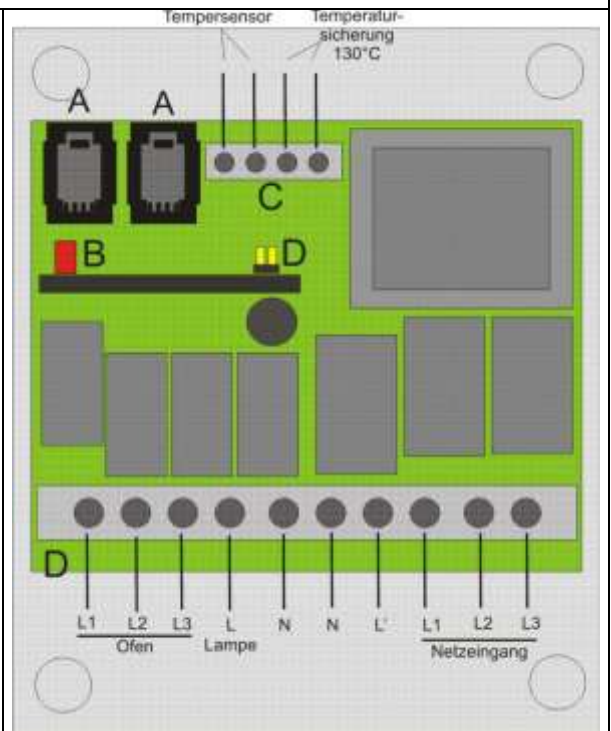 Tempersensor Temperatur-
sicherung
130°C
A A
C
B D
D
L1 L2 L3 L N N L' L1 L2 L3
Ofen Lampe Netzeingang